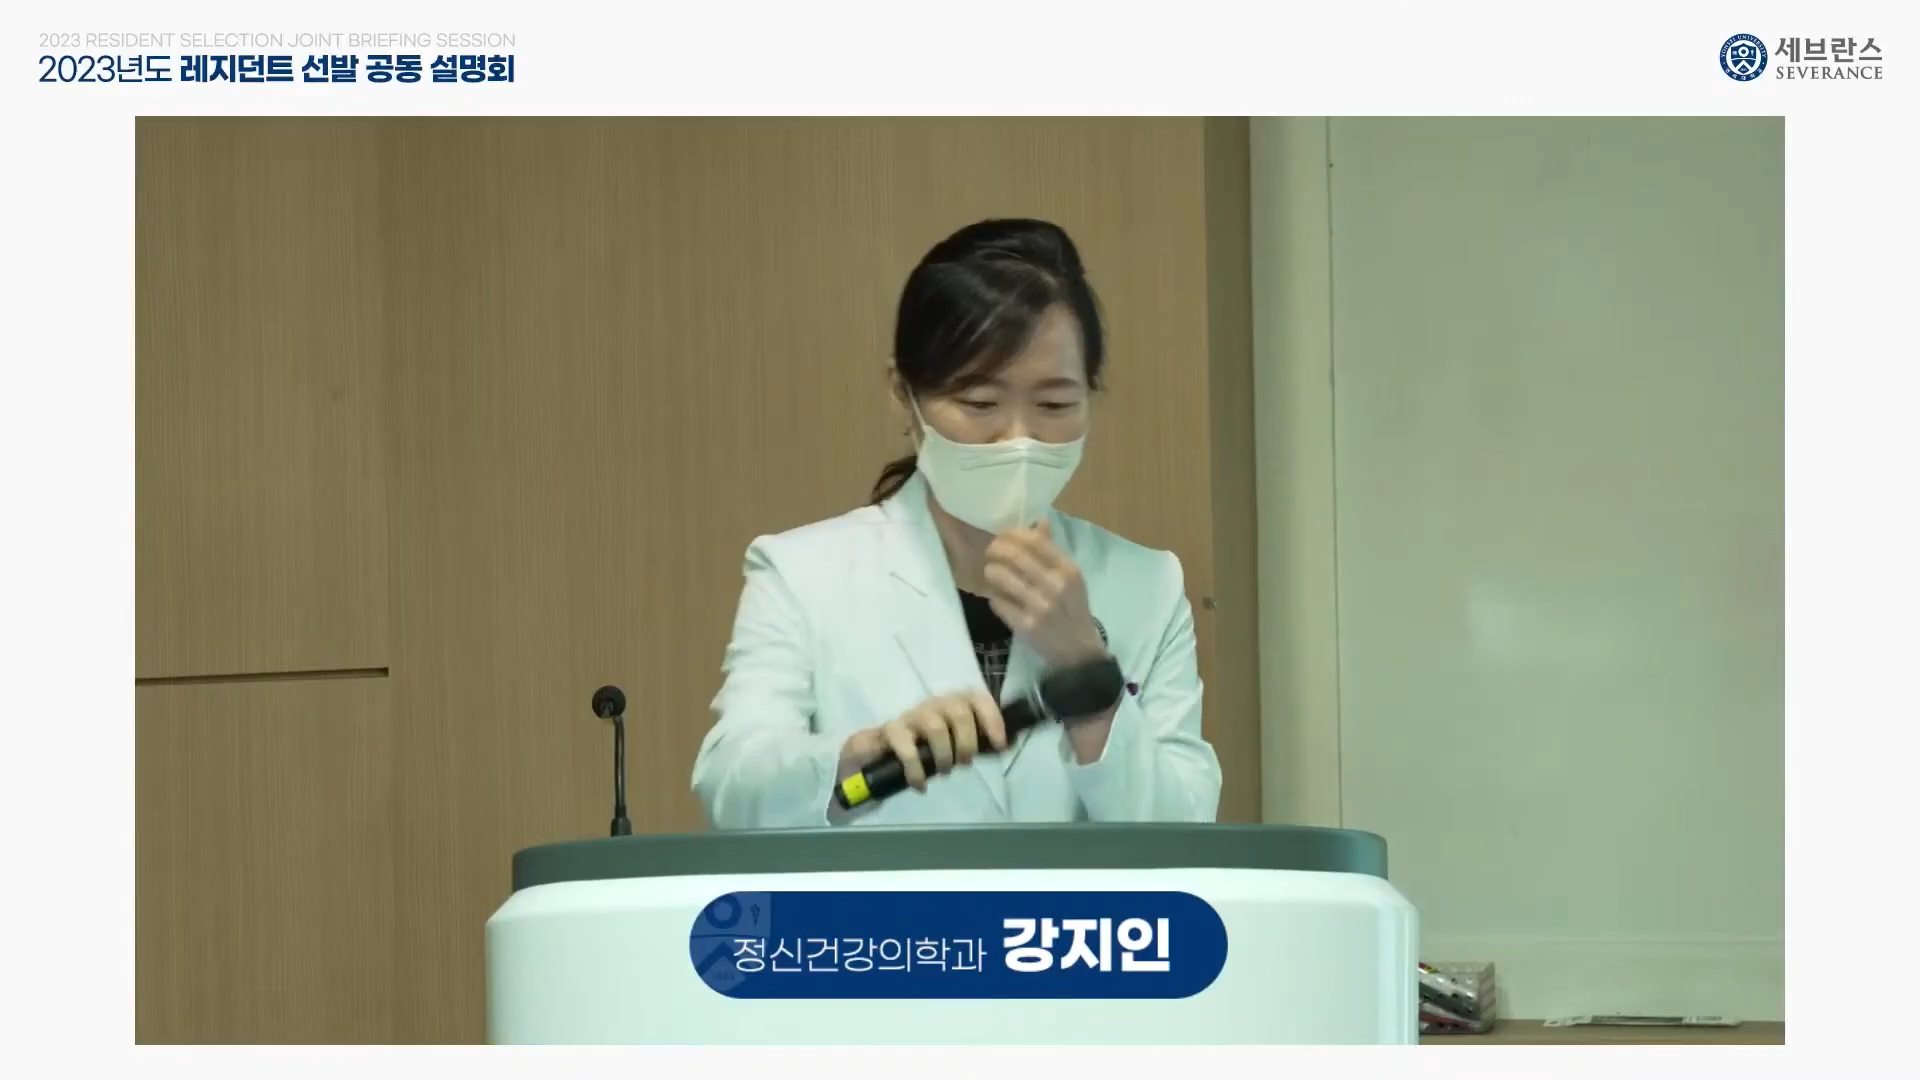 2023 RESIDENT SELECTION JOINT BRIEFING SESSION
2023년도 레지던트 선발 공동 설명회
세브란스
SEVERANCE
정신건강의학과 강지인